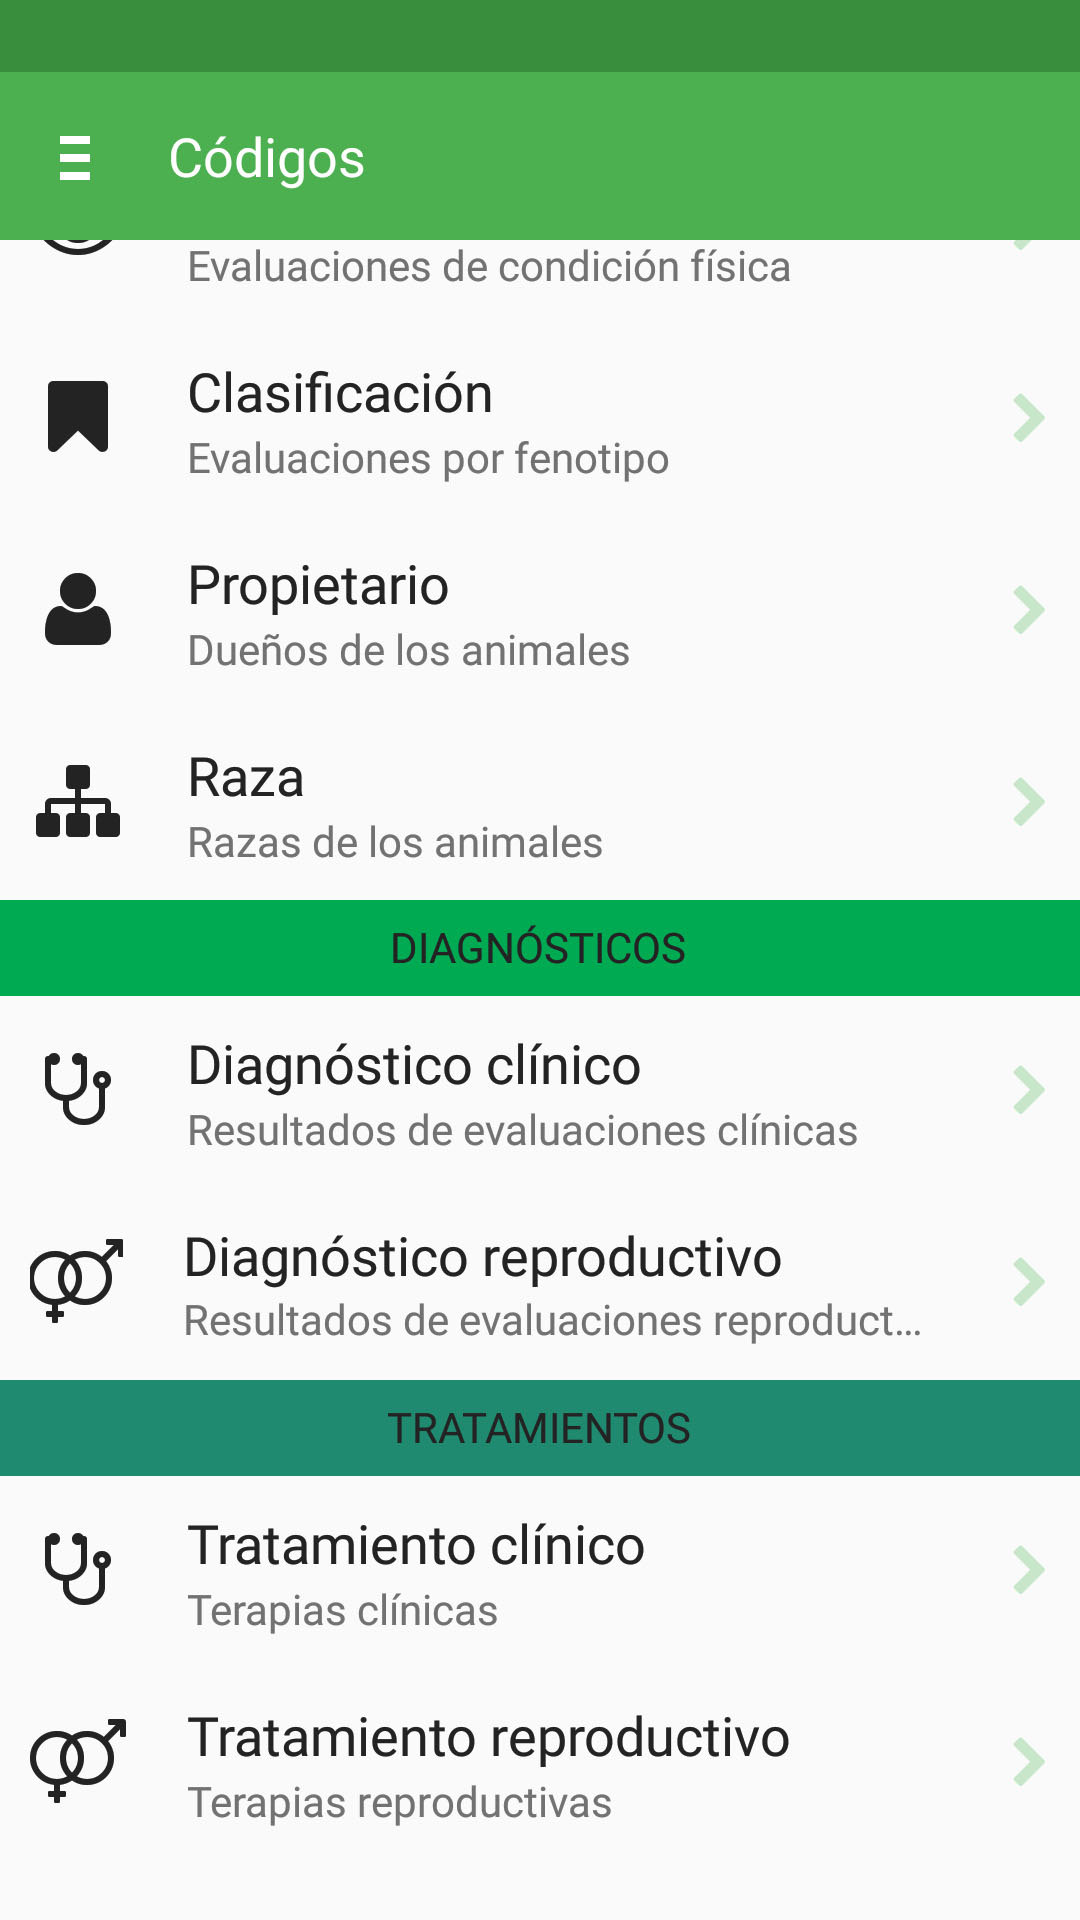 Códigos
Evaluaciones de condición física
Clasificación
Evaluaciones por fenotipo
Propietario
Dueños de los animales
Raza
Razas de los animales
DIAGNÓSTICOS
Diagnóstico clínico
Resultados de evaluaciones clínicas
Diagnóstico reproductivo
Resultados de evaluaciones reproduct...
TRATAMIENTOS
Tratamiento clínico
Terapias clínicas
Tratamiento reproductivo
Terapias reproductivas